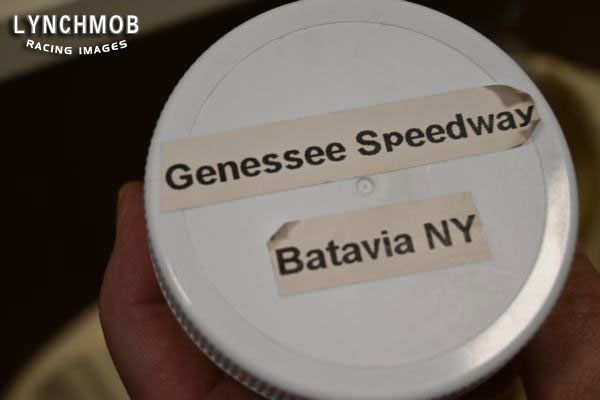 LYNCHMOB
RACING IMAGES
Genessee Speedway
Batavia NY